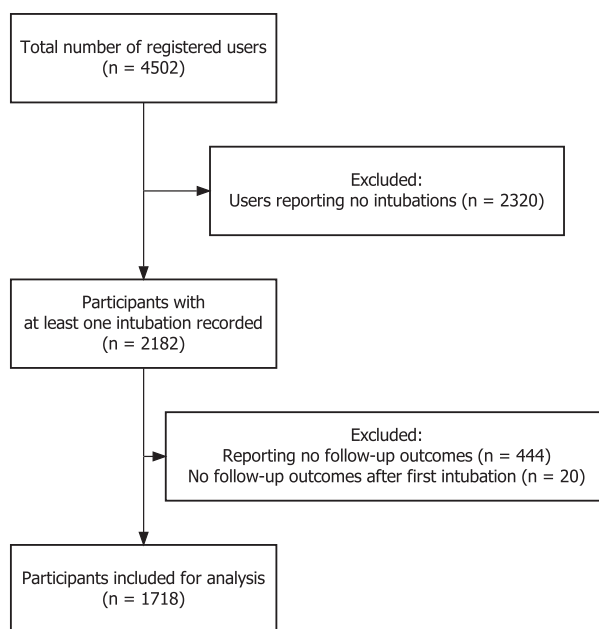 Total number of registered users
(n = 4502)
Excluded:
Users reporting no intubations (n = 2320)
Participants with
at least one intubation recorded
(n = 2182)
Excluded:
Reporting no follow-up outcomes (n = 444)
No follow-up outcomes after first intubation (n = 20)
Participants included for analysis
(n = 1718)